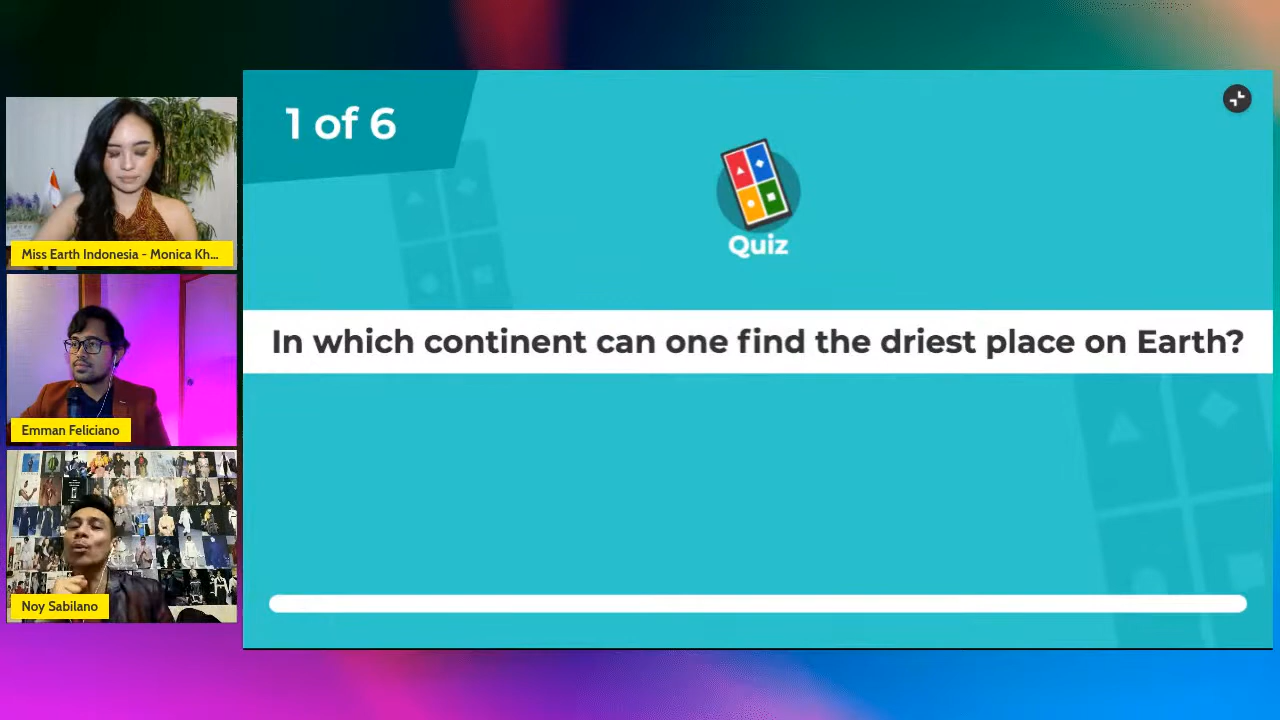 1 of 6
Quiz
In which continent can one find the driest place on Earth?
Miss Earth Indonesia - Monica Kh...
Emman Feliciano
Noy Sabilano